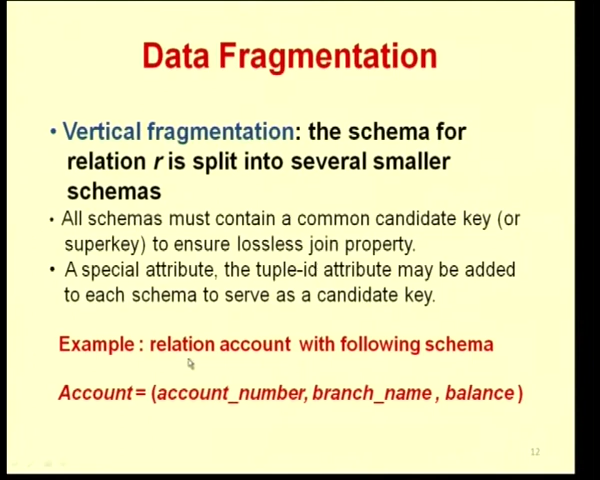 Data Fragmentation
• Vertical fragmentation: the schema for
relation r is split into several smaller
schemas
• All schemas must contain a common candidate key (or
superkey) to ensure lossless join property.
• A special attribute, the tuple-id attribute may be added
to each schema to serve as a candidate key.
Example : relation account with following schema
Account = (account_number, branch_name , balance )
12